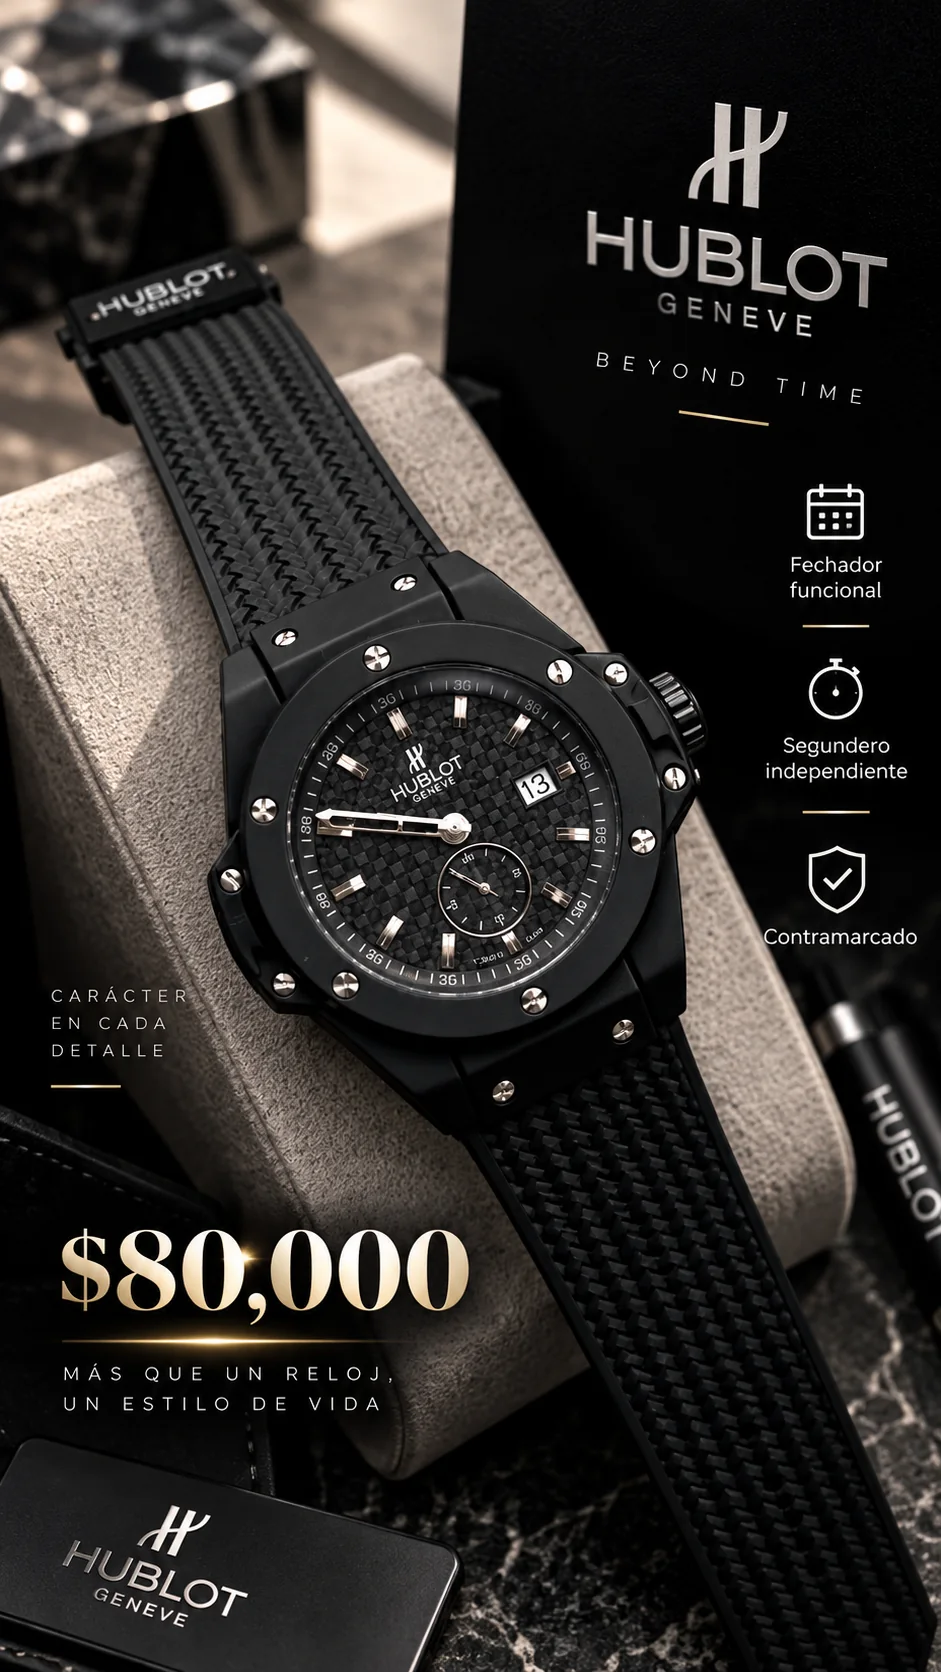 HUBLOT
GENEVE
BEYOND TIME
HUBLOT
GENEVE
Fechador
funcional
Segundero
independiente
Contramarcado
HUBLOT
GENEVE
13
CARÁCTER
EN CADA
DETALLE
HUBLOT
$80,000
MÁS QUE UN RELOJ,
UN ESTILO DE VIDA
HUBLOT
GENEVE